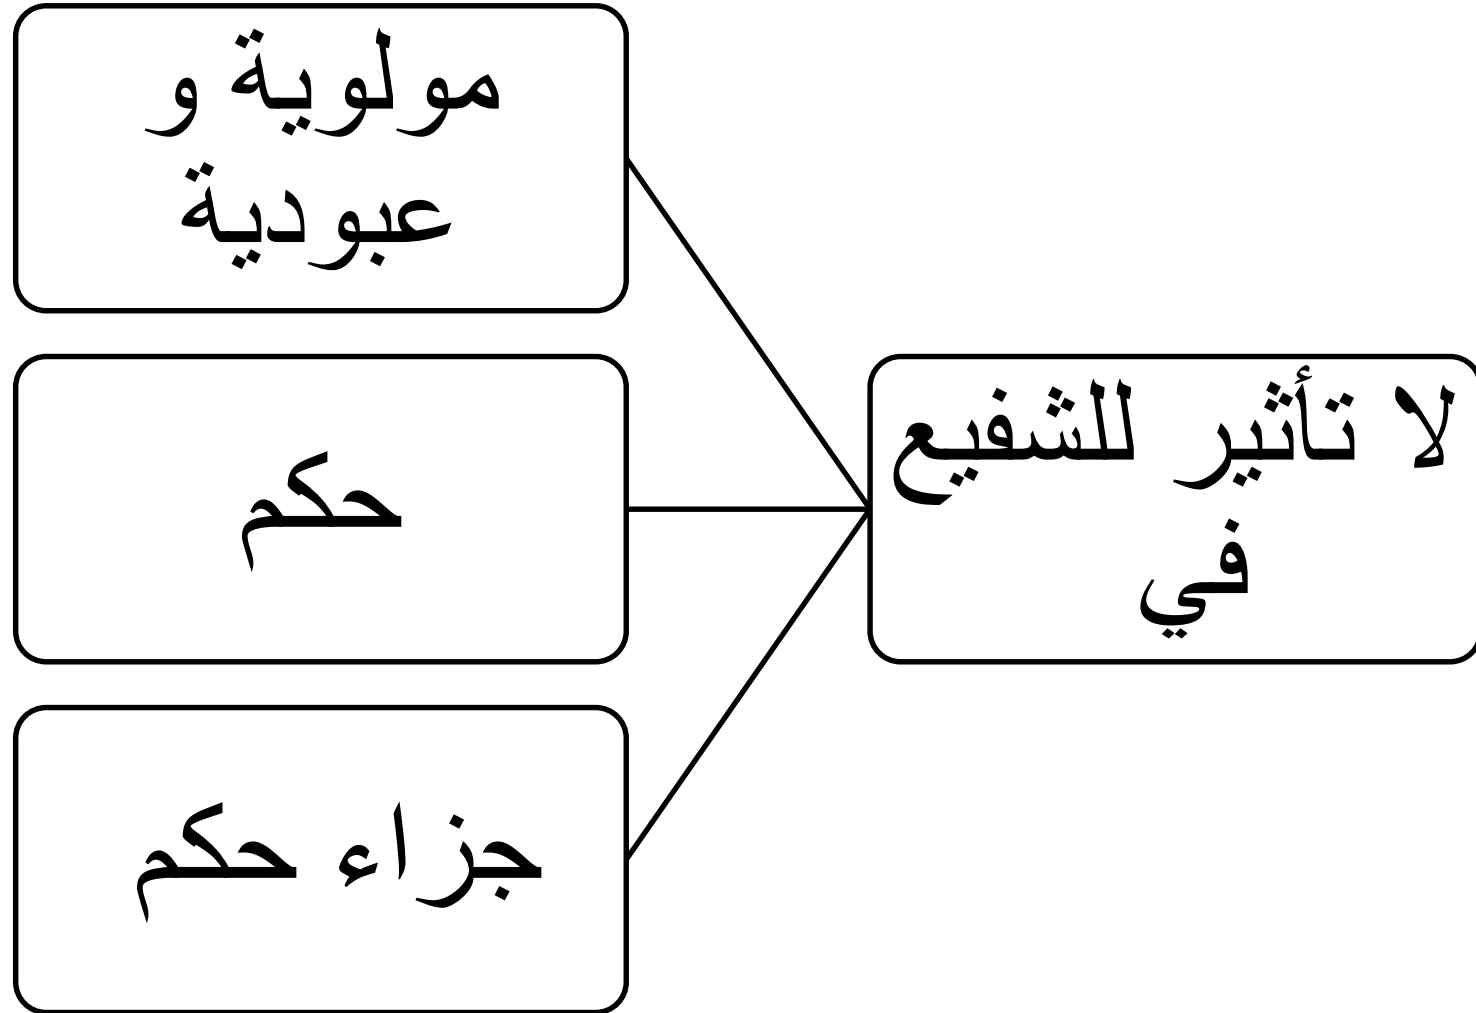 لا تأثير للشفيع
في
مولوية و
عبودية
حكم
جزاء حكم